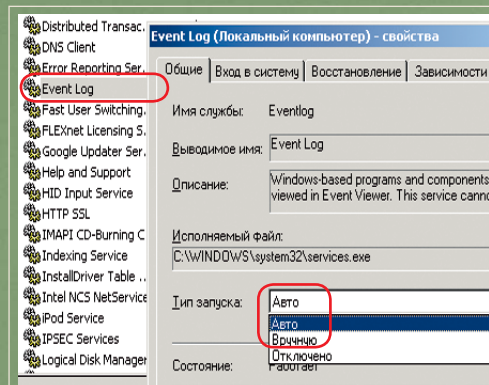 Distributed Transac.
DNS Client
Error Reporting Ser.
Event Log
Fast User Switching.
FLEXnet Licensing S.
Google Updater Ser.
Help and Support
HID Input Service
HTTP SSL
IMAPI CD-Burning C
Indexing Service
InstallDriver Table ..
Intel NCS NetService
iPod Service
IPSEC Services
Logical Disk Manager
Event Log (Локальный компьютер) - свойства
Общие Вход в систему Восстановление Зависимости
Имя службы: Eventlog
Выводимое имя: Event Log
Описание: Windows-based programs and components
viewed in Event Viewer. This service canno
Исполняемый файл:
C:\WINDOWS\system32\services.exe
Тип запуска: Авто
Авто
Вручную
Отключено
Состояние: Работает